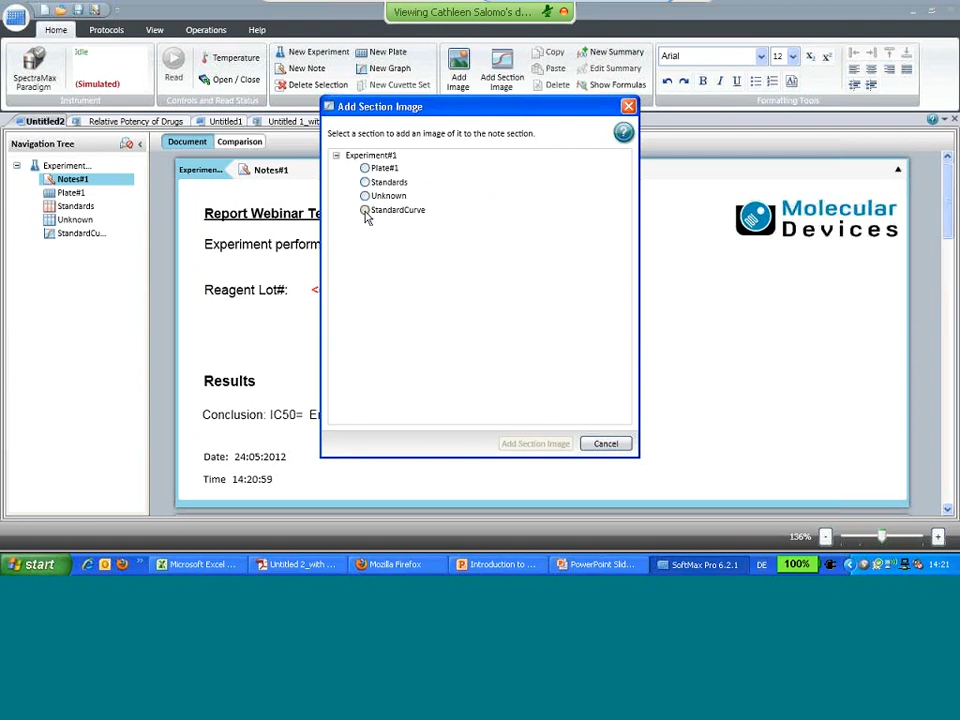 Viewing Cathleen Salomo's d...
Home Protocols View Operations Help
SpectraMax Paradigm
Idle
(Simulated)
Instrument
Read
Temperature
Open / Close
Controls and Read Status
New Experiment New Plate
New Note New Graph
Delete Selection New Cuvette Set
Add Image
Add Section Image
Copy New Summary
Paste Edit Summary
Delete Show Formulas
Arial 12 X₂ X²
B I U
Formatting Tools
Untitled2 Relative Potency of Drugs Untitled1 Untitled 1_wit
Navigation Tree
Experiment...
Notes#1
Plate#1
Standards
Unknown
StandardCu...
Document Comparison
Experimen... Notes#1
Report Webinar Te
Experiment perform
Reagent Lot#: <
Results
Conclusion: IC50= E
Date: 24:05:2012
Time 14:20:59
Molecular
Devices
Add Section Image
Select a section to add an image of it to the note section.
Experiment#1
Plate#1
Standards
Unknown
StandardCurve
Add Section Image Cancel
136%
start
Microsoft Excel ... Untitled 2_with ... Mozilla Firefox Introduction to ... PowerPoint Slid... SoftMax Pro 6.2.1 DE 100% 14:21